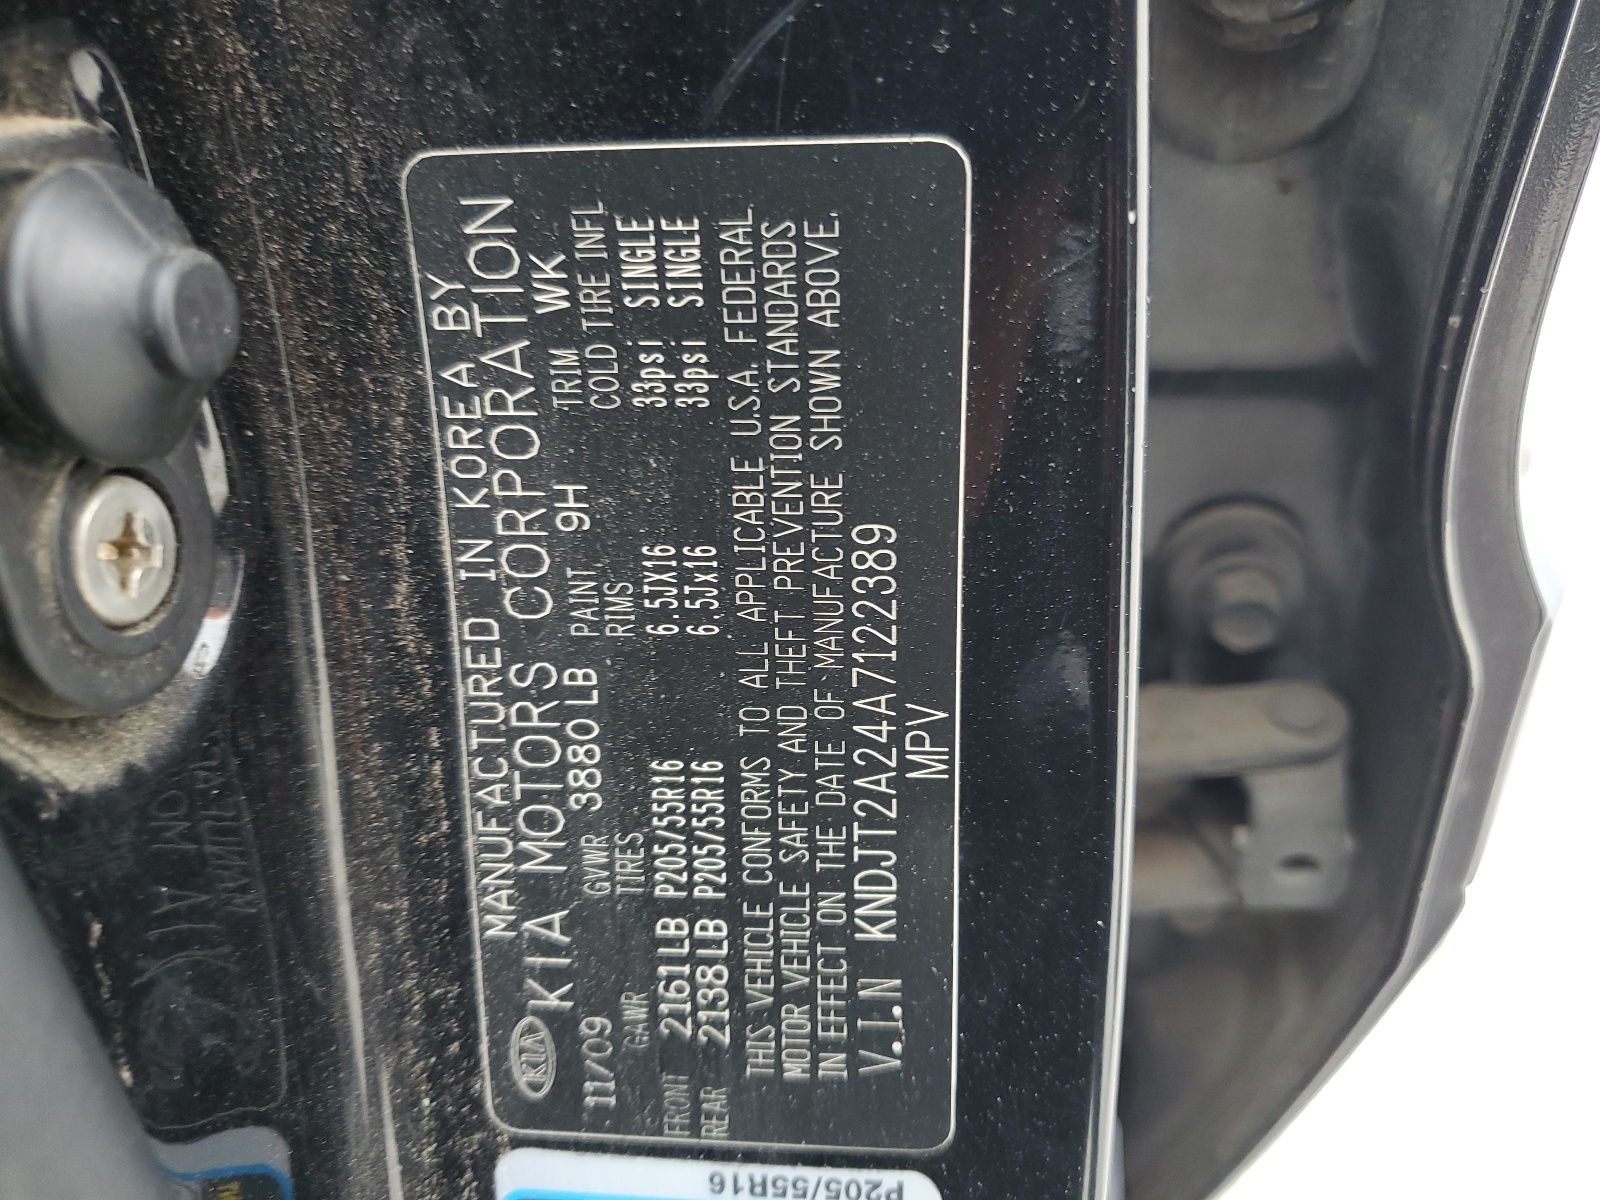 KIA
MANUFACTURED IN KOREA BY
KIA MOTORS CORPORATION
11/09 GVWR 3880LB PAINT 9H TRIM WK
GAWR TIRES RIMS COLD TIRE INFL
FRONT 2161LB P205/55R16 6.5JX16 33psi SINGLE
REAR 2138LB P205/55R16 6.5Jx16 33psi SINGLE
THIS VEHICLE CONFORMS TO ALL APPLICABLE U.S.A. FEDERAL
MOTOR VEHICLE SAFETY AND THEFT PREVENTION STANDARDS
IN EFFECT ON THE DATE OF MANUFACTURE SHOWN ABOVE.
V.I.N KNDJT2A24A7122389
MPV
P205/55R16